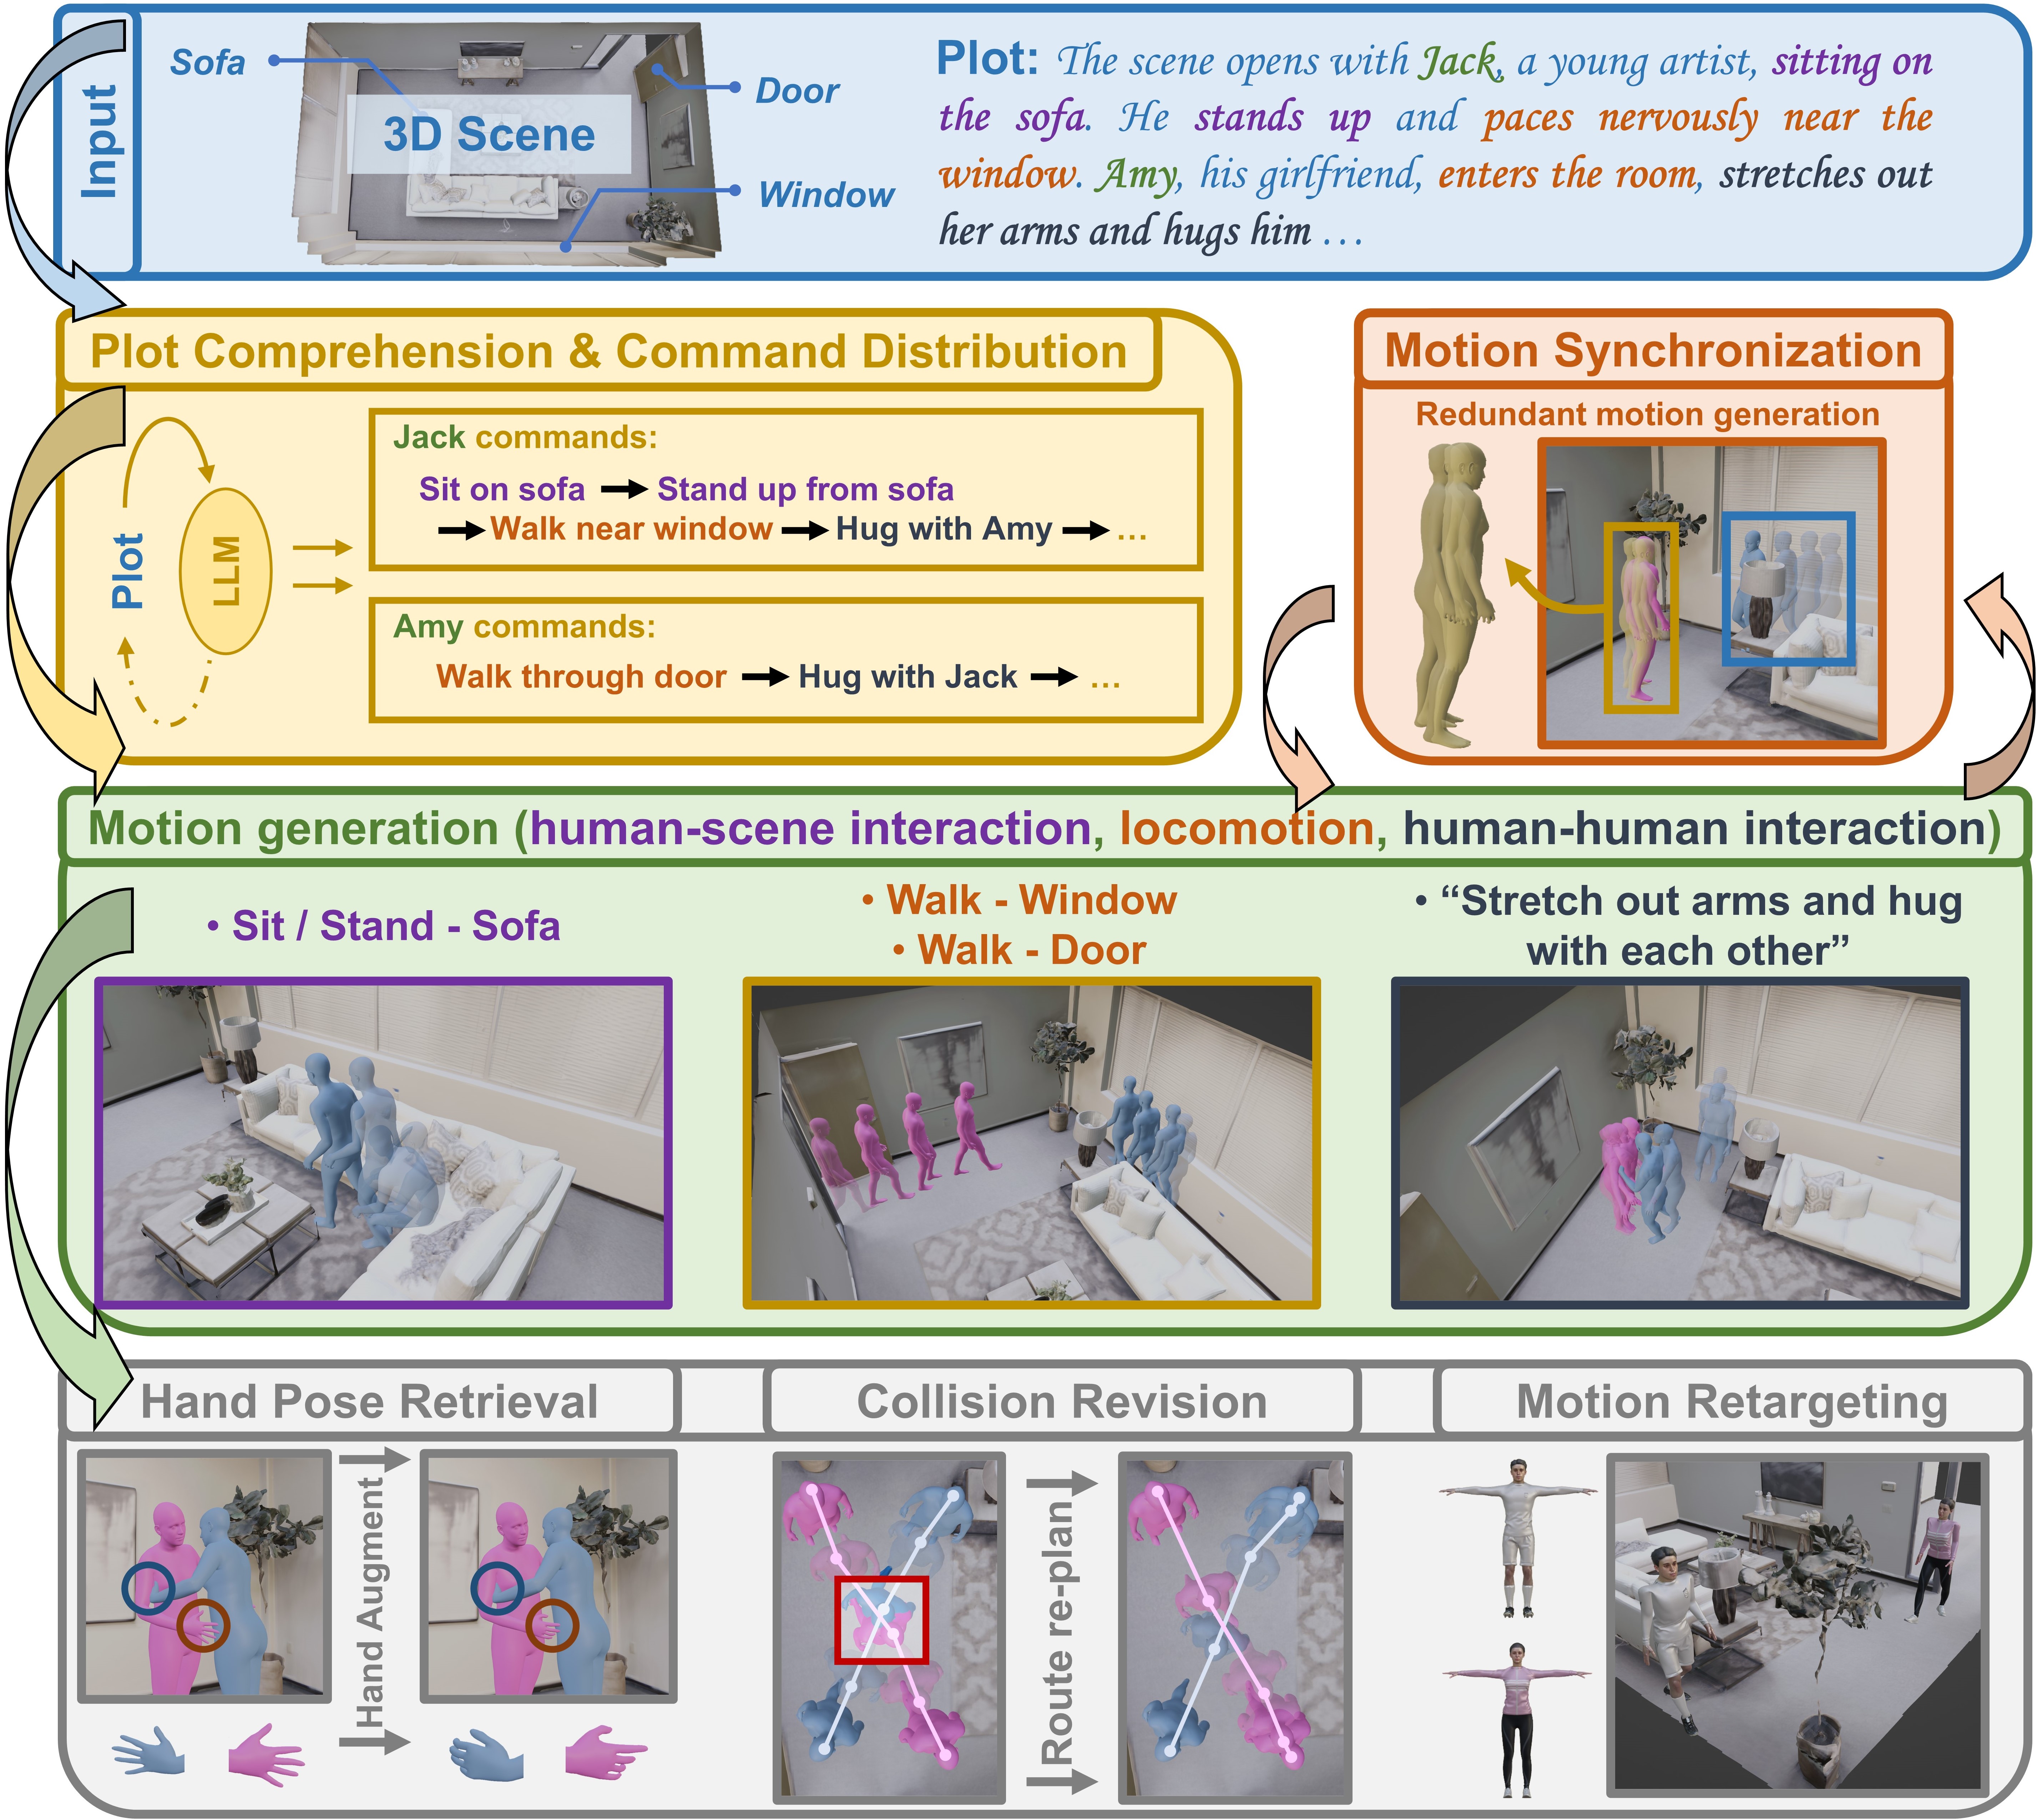 Input
Sofa
Door
3D Scene
Window
Plot: The scene opens with Jack, a young artist, sitting on
the sofa. He stands up and paces nervously near the
window. Amy, his girlfriend, enters the room, stretches out
her arms and hugs him …
Plot Comprehension & Command Distribution
Plot
LLM
Jack commands:
Sit on sofa → Stand up from sofa
→ Walk near window → Hug with Amy → …
Amy commands:
Walk through door → Hug with Jack → …
Motion Synchronization
Redundant motion generation
Motion generation (human-scene interaction, locomotion, human-human interaction)
• Sit / Stand - Sofa
• Walk - Window
• Walk - Door
• “Stretch out arms and hug
with each other”
Hand Pose Retrieval
Hand Augment
Collision Revision
Route re-plan
Motion Retargeting